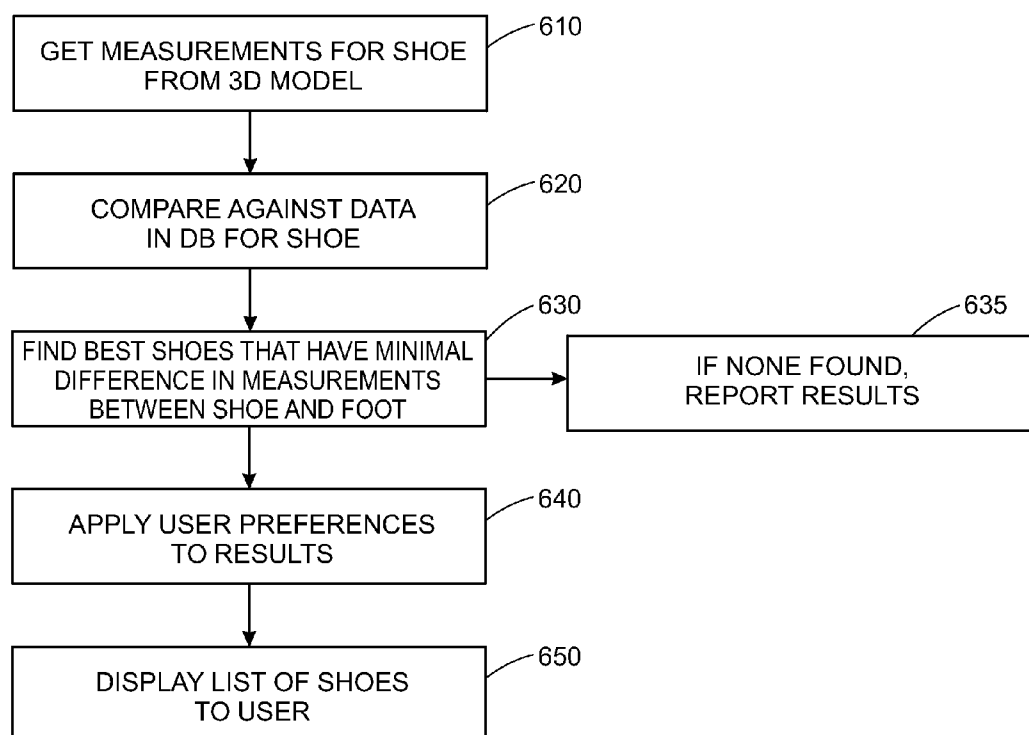 610
GET MEASUREMENTS FOR SHOE
FROM 3D MODEL
620
COMPARE AGAINST DATA
IN DB FOR SHOE
630
FIND BEST SHOES THAT HAVE MINIMAL
DIFFERENCE IN MEASUREMENTS
BETWEEN SHOE AND FOOT
635
IF NONE FOUND,
REPORT RESULTS
640
APPLY USER PREFERENCES
TO RESULTS
650
DISPLAY LIST OF SHOES
TO USER